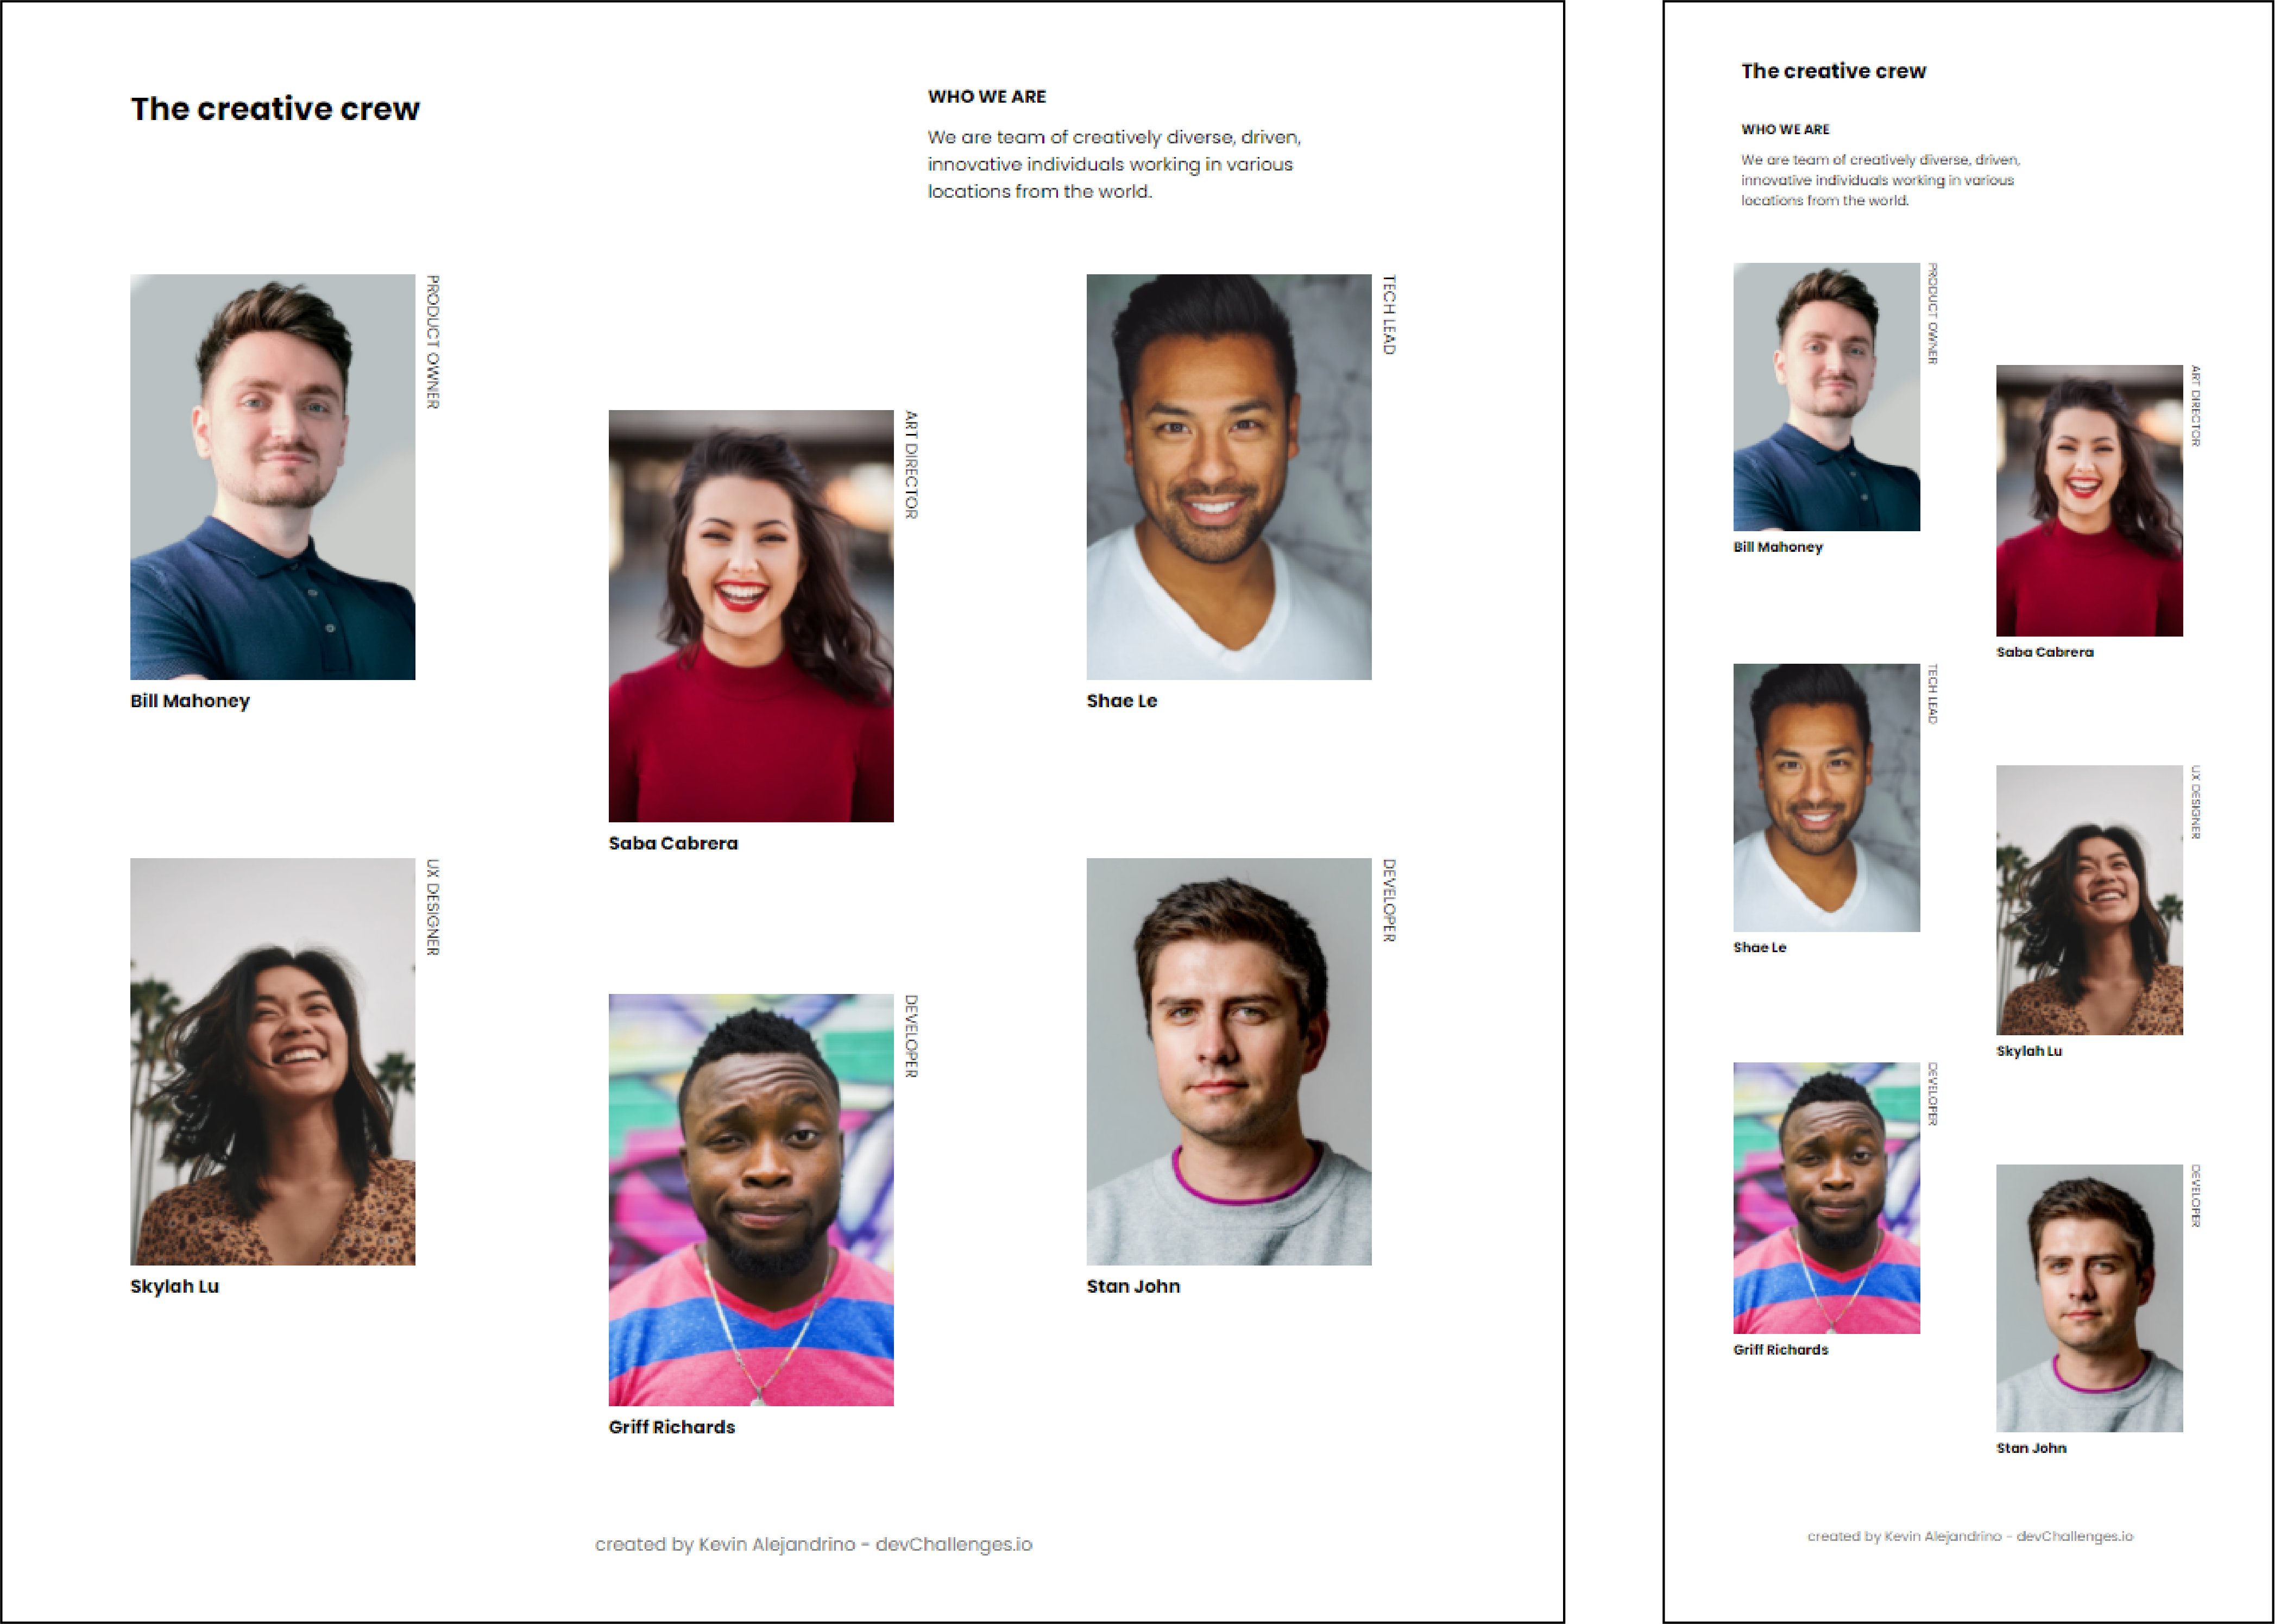 The creative crew
WHO WE ARE
We are team of creatively diverse, driven,
innovative individuals working in various
locations from the world.
PRODUCT OWNER
Bill Mahoney
ART DIRECTOR
Saba Cabrera
TECH LEAD
Shae Le
UX DESIGNER
Skylah Lu
DEVELOPER
Griff Richards
DEVELOPER
Stan John
created by Kevin Alejandrino - devChallenges.io
The creative crew
WHO WE ARE
We are team of creatively diverse, driven,
innovative individuals working in various
locations from the world.
PRODUCT OWNER
Bill Mahoney
ART DIRECTOR
Saba Cabrera
TECH LEAD
Shae Le
UX DESIGNER
Skylah Lu
DEVELOPER
Griff Richards
DEVELOPER
Stan John
created by Kevin Alejandrino - devChallenges.io